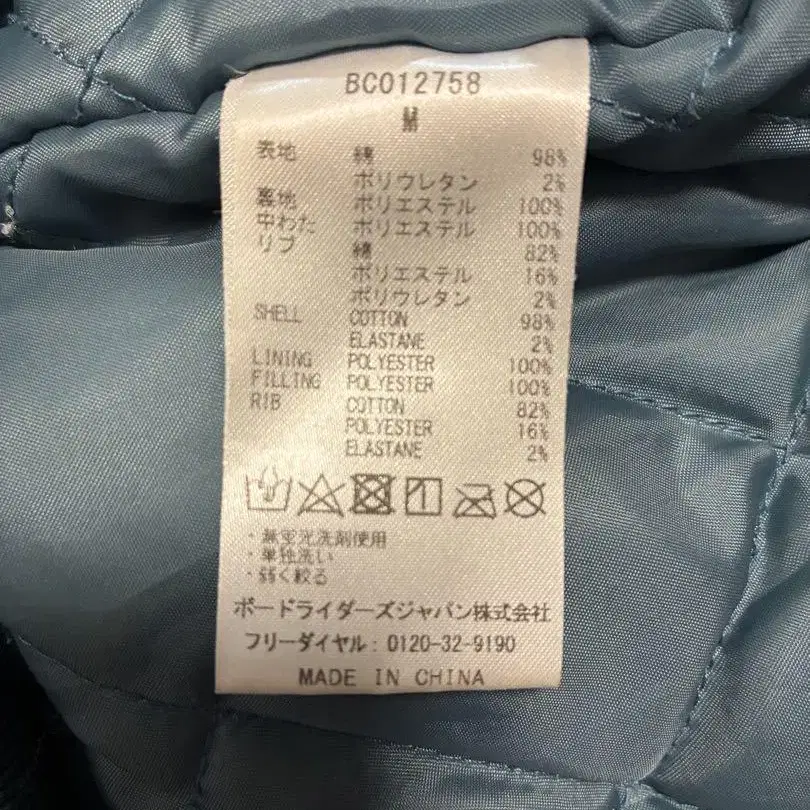 BC012758
M
表地 綿 98%
ポリウレタン 2%
裏地 ポリエステル 100%
中わた ポリエステル 100%
リブ 綿 82%
ポリエステル 16%
ポリウレタン 2%
SHELL COTTON 98%
ELASTANE 2%
LINING POLYESTER 100%
FILLING POLYESTER 100%
RIB COTTON 82%
POLYESTER 16%
ELASTANE 2%
・無蛍光洗剤使用
・単独洗い
・弱く絞る
ボードライダーズジャパン株式会社
フリーダイヤル：0120-32-9190
MADE IN CHINA